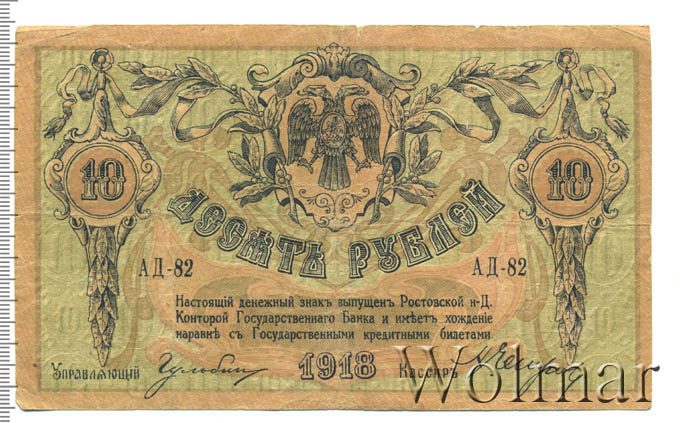 10 10
ДЕСЯТЬ РУБЛЕЙ
АД-82 АД-82
Настоящій денежный знакъ выпущенъ Ростовской н-Д.
Конторой Государственнаго Банка и имѣетъ хожденіе
наравнѣ съ Государственными кредитными билетами.
Управляющій 1918 Кассиръ
Wolmar